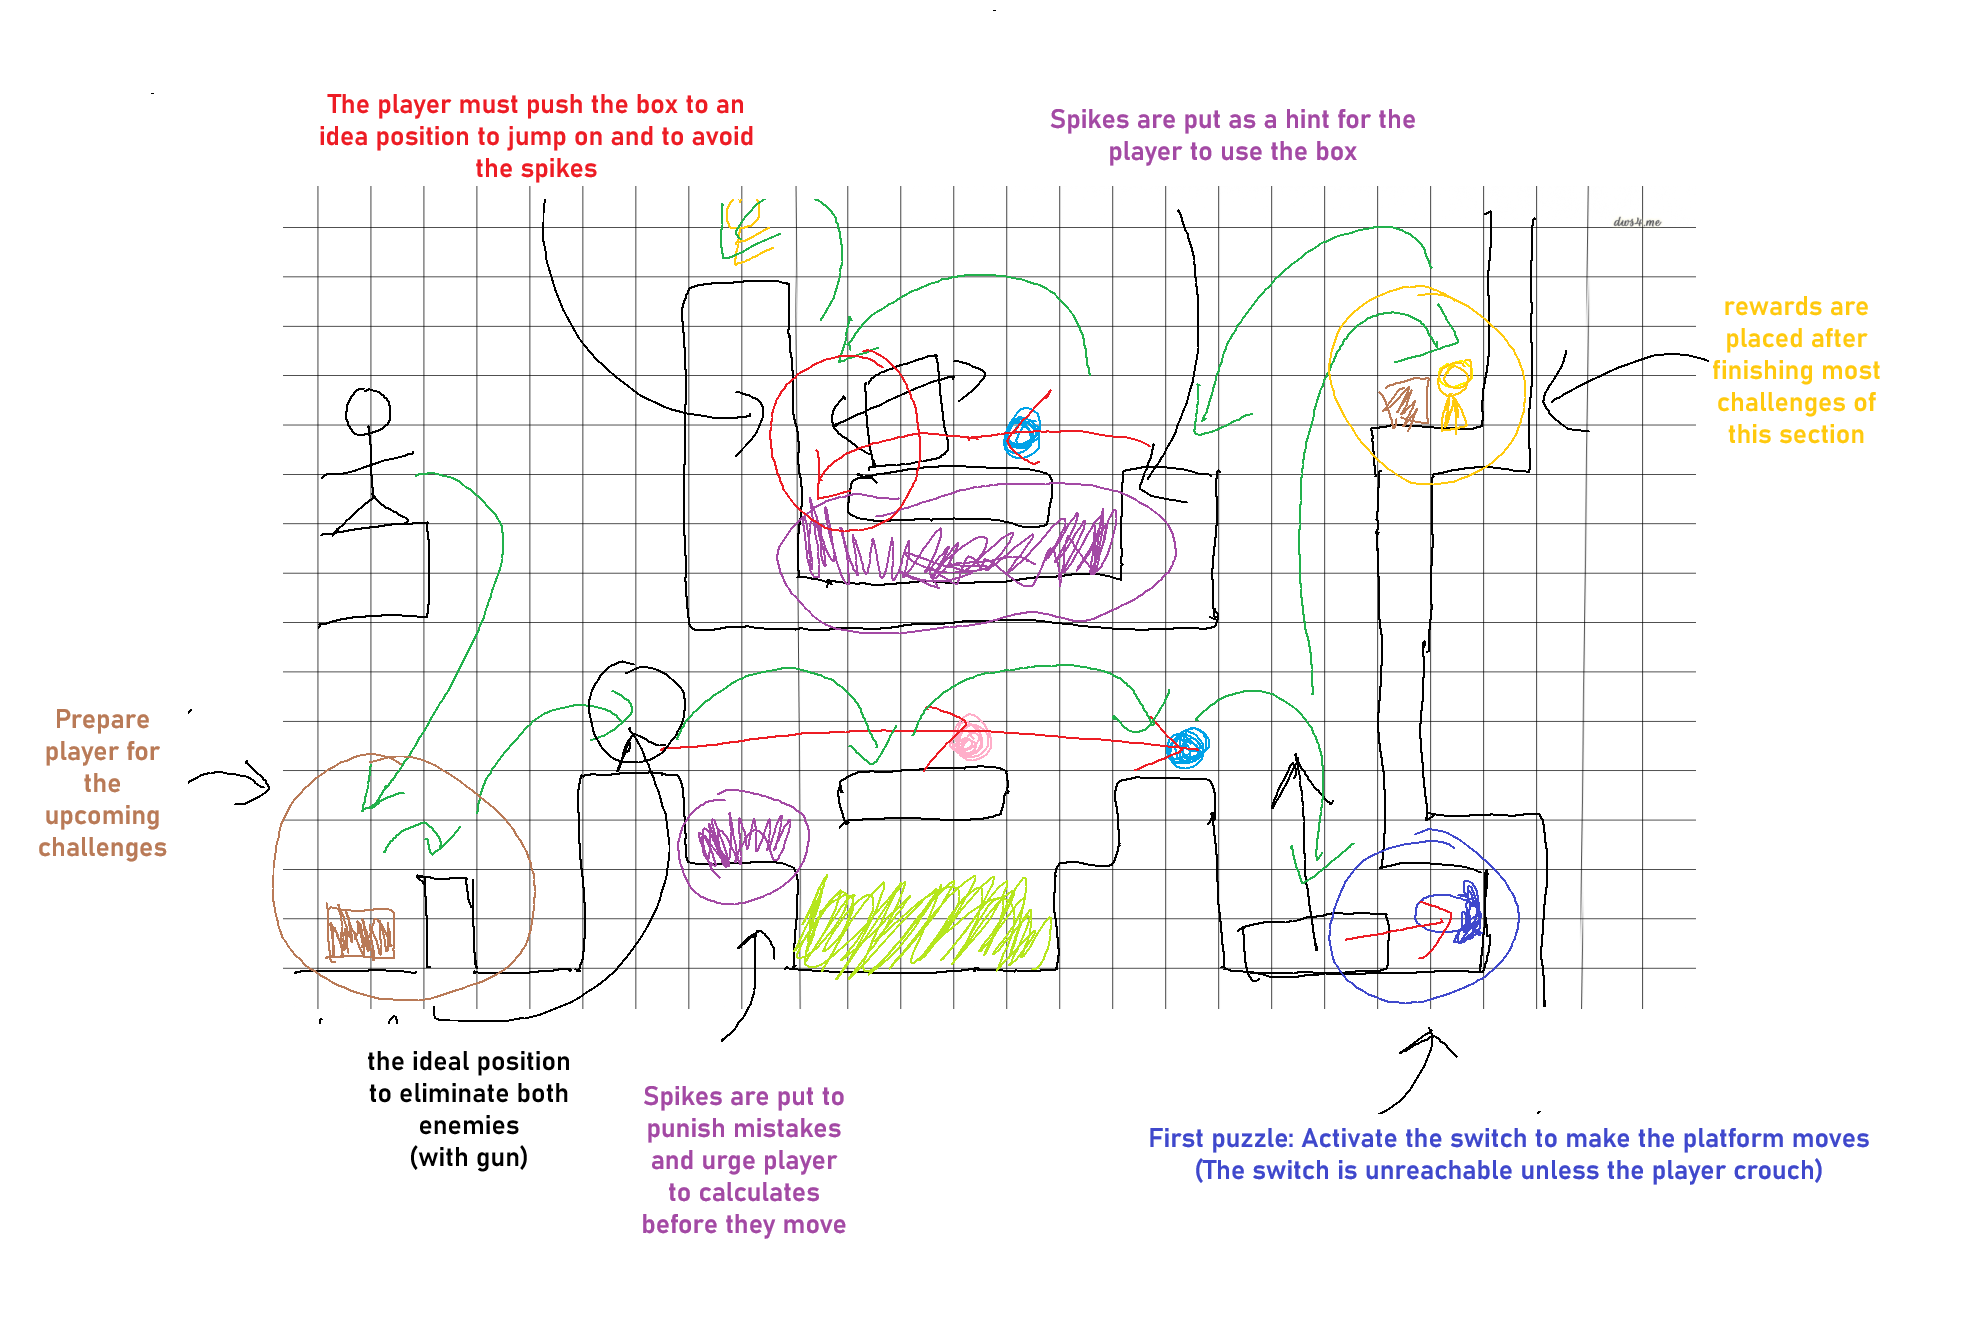 The player must push the box to an
idea position to jump on and to avoid
the spikes
Spikes are put as a hint for the
player to use the box
dws4.me
rewards are
placed after
finishing most
challenges of
this section
Prepare
player for
the
upcoming
challenges
the ideal position
to eliminate both
enemies
(with gun)
Spikes are put to
punish mistakes
and urge player
to calculates
before they move
First puzzle: Activate the switch to make the platform moves
(The switch is unreachable unless the player crouch)